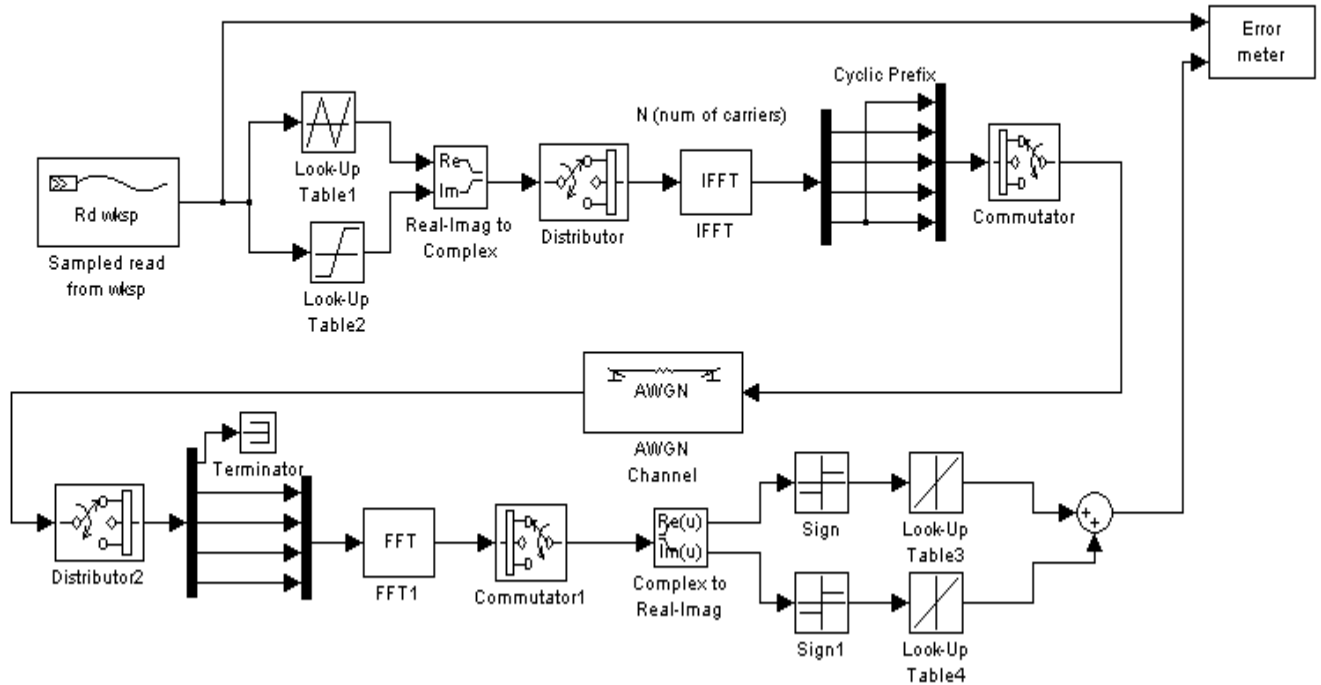 Error
meter
Cyclic Prefix
N (num of carriers)
Look-Up
Table1
Rd wksp
Sampled read
from wksp
Look-Up
Table2
Re
Im
Real-Imag to
Complex
Distributor
IFFT
IFFT
Commutator
AWGN
AWGN
Channel
Terminator
Distributor2
FFT
FFT1
Commutator1
Re(u)
Im(u)
Complex to
Real-Imag
Sign
Look-Up
Table3
+
+
Sign1
Look-Up
Table4